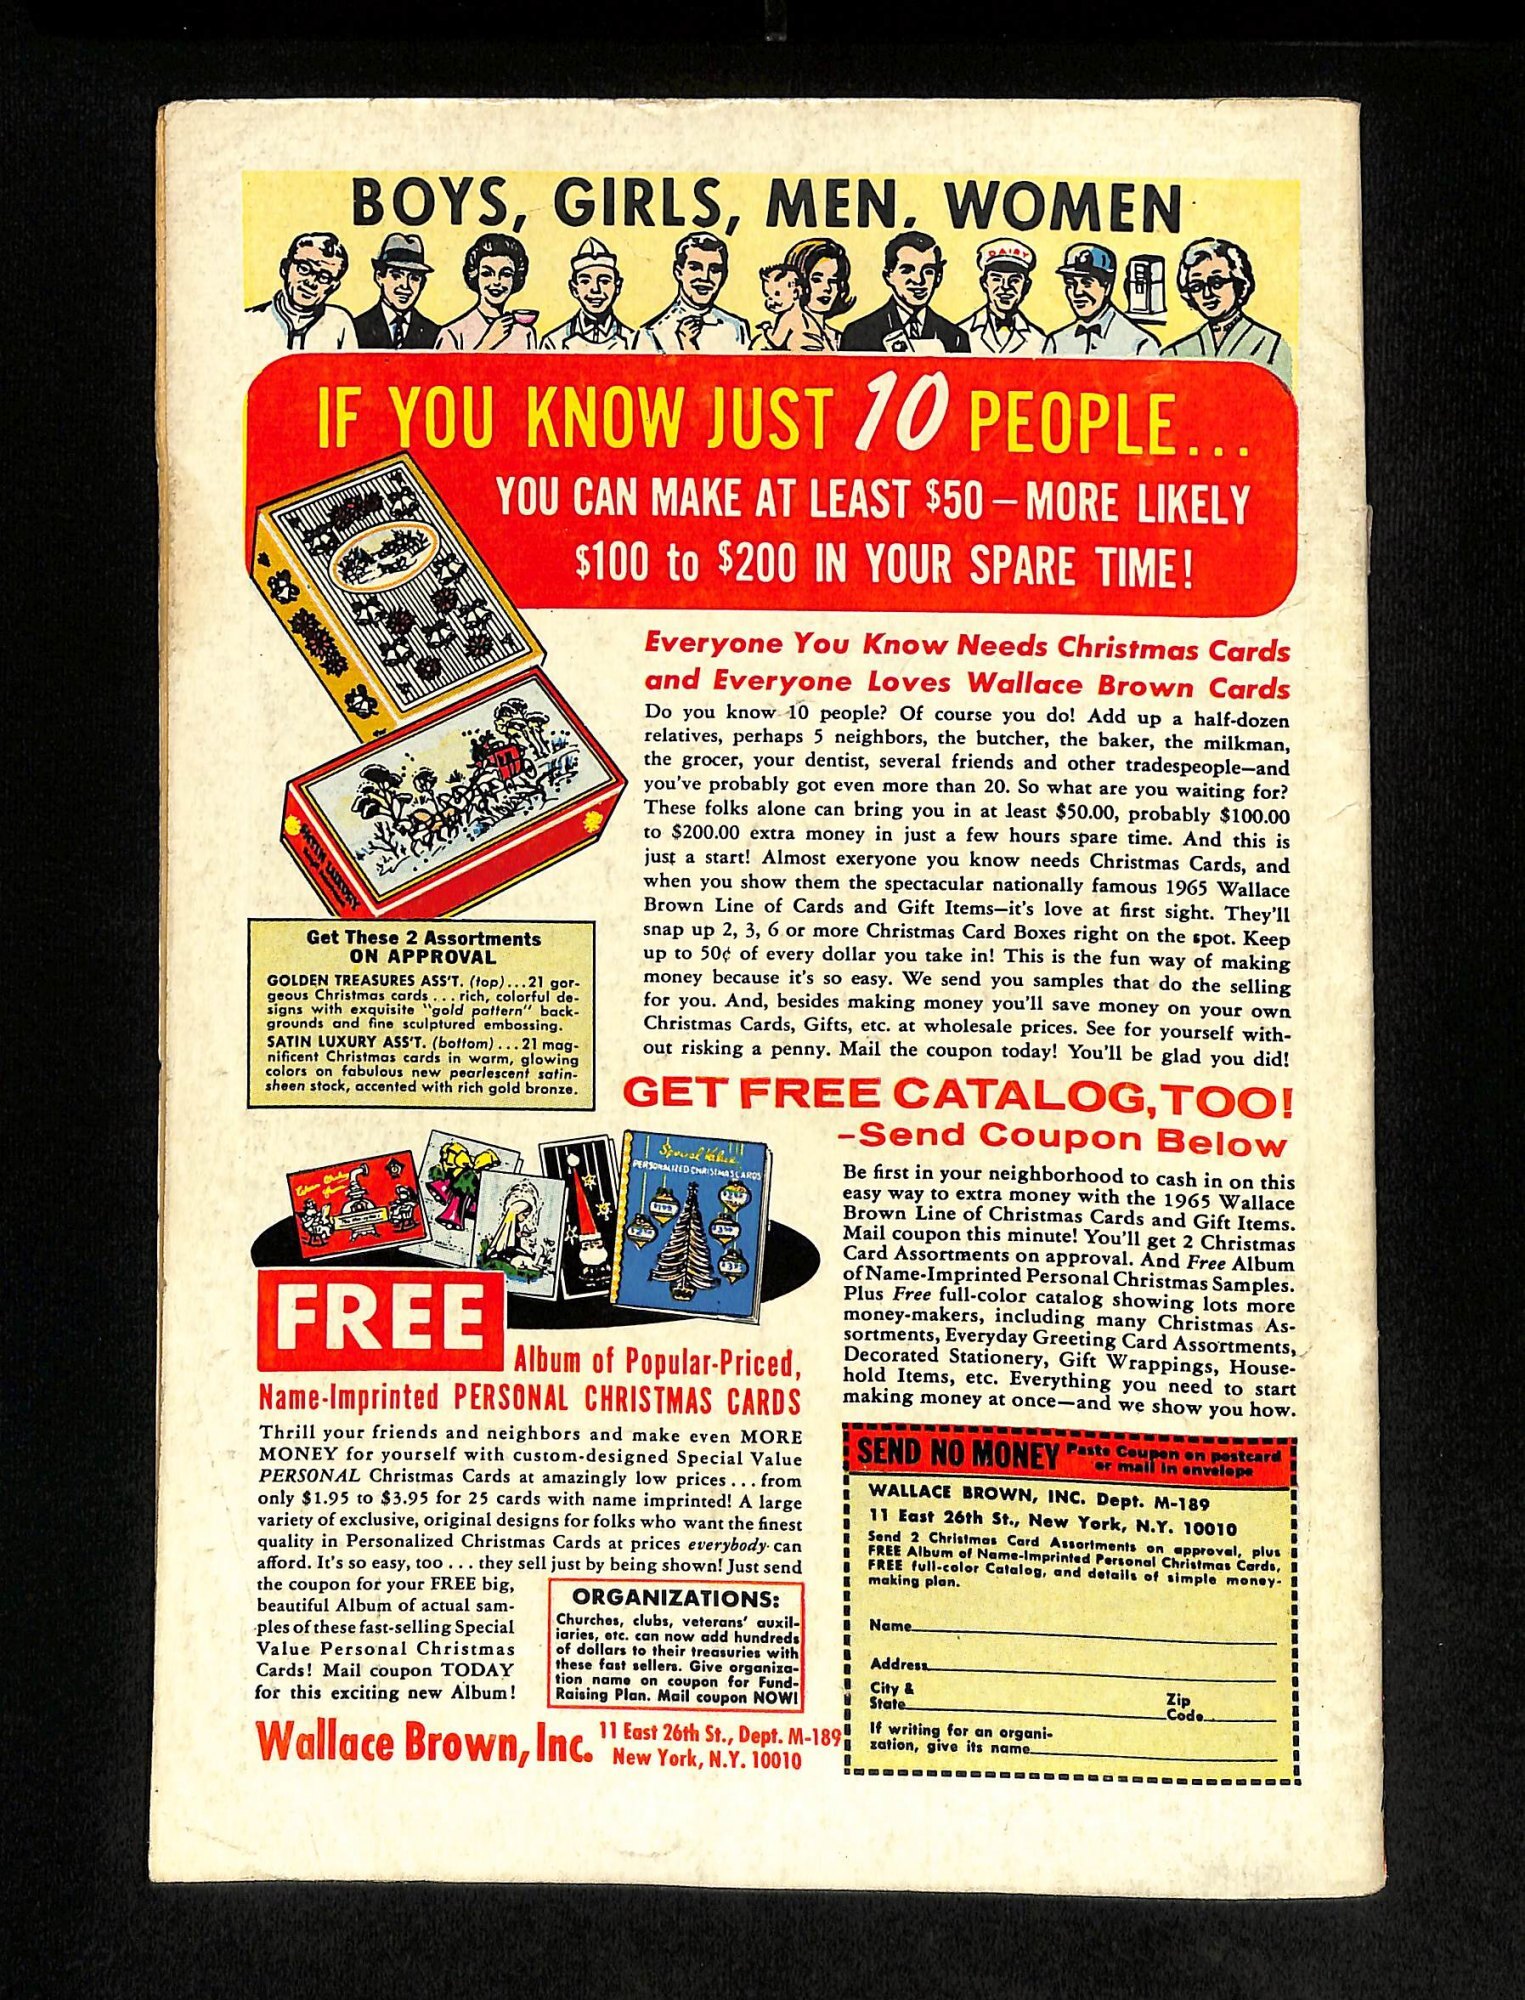 BOYS, GIRLS, MEN, WOMEN
DAIRY
IF YOU KNOW JUST 10 PEOPLE...
YOU CAN MAKE AT LEAST $50 — MORE LIKELY
$100 to $200 IN YOUR SPARE TIME!
Everyone You Know Needs Christmas Cards
and Everyone Loves Wallace Brown Cards
Do you know 10 people? Of course you do! Add up a half-dozen
relatives, perhaps 5 neighbors, the butcher, the baker, the milkman,
the grocer, your dentist, several friends and other tradespeople—and
you've probably got even more than 20. So what are you waiting for?
These folks alone can bring you in at least $50.00, probably $100.00
to $200.00 extra money in just a few hours spare time. And this is
just a start! Almost exeryone you know needs Christmas Cards, and
when you show them the spectacular nationally famous 1965 Wallace
Brown Line of Cards and Gift Items—it's love at first sight. They'll
snap up 2, 3, 6 or more Christmas Card Boxes right on the spot. Keep
up to 50¢ of every dollar you take in! This is the fun way of making
money because it's so easy. We send you samples that do the selling
for you. And, besides making money you'll save money on your own
Christmas Cards, Gifts, etc. at wholesale prices. See for yourself with-
out risking a penny. Mail the coupon today! You'll be glad you did!
SATIN LUXURY
Get These 2 Assortments
ON APPROVAL
GOLDEN TREASURES ASS'T. (top)...21 gor-
geous Christmas cards ... rich, colorful de-
signs with exquisite "gold pattern" back-
grounds and fine sculptured embossing.
SATIN LUXURY ASS'T. (bottom) ...21 mag-
nificent Christmas cards in warm, glowing
colors on fabulous new pearlescent satin-
sheen stock, accented with rich gold bronze.
GET FREE CATALOG, TOO!
-Send Coupon Below
Be first in your neighborhood to cash in on this
easy way to extra money with the 1965 Wallace
Brown Line of Christmas Cards and Gift Items.
Mail coupon this minute! You'll get 2 Christmas
Card Assortments on approval. And Free Album
of Name-Imprinted Personal Christmas Samples.
Plus Free full-color catalog showing lots more
money-makers, including many Christmas As-
sortments, Everyday Greeting Card Assortments,
Decorated Stationery, Gift Wrappings, House-
hold Items, etc. Everything you need to start
making money at once—and we show you how.
Special Value
PERSONALIZED CHRISTMAS CARDS
FREE
Album of Popular-Priced,
Name-Imprinted PERSONAL CHRISTMAS CARDS
Thrill your friends and neighbors and make even MORE
MONEY for yourself with custom-designed Special Value
PERSONAL Christmas Cards at amazingly low prices ... from
only $1.95 to $3.95 for 25 cards with name imprinted! A large
variety of exclusive, original designs for folks who want the finest
quality in Personalized Christmas Cards at prices everybody can
afford. It's so easy, too ... they sell just by being shown! Just send
the coupon for your FREE big,
beautiful Album of actual sam-
ples of these fast-selling Special
Value Personal Christmas
Cards! Mail coupon TODAY
for this exciting new Album!
ORGANIZATIONS:
Churches, clubs, veterans' auxil-
iaries, etc. can now add hundreds
of dollars to their treasuries with
these fast sellers. Give organiza-
tion name on coupon for Fund-
Raising Plan. Mail coupon NOW!
Wallace Brown, Inc.
11 East 26th St., Dept. M-189
New York, N.Y. 10010
SEND NO MONEY Paste Coupon on postcard
or mail in envelope
WALLACE BROWN, INC. Dept. M-189
11 East 26th St., New York, N.Y. 10010
Send 2 Christmas Card Assortments on approval, plus
FREE Album of Name-Imprinted Personal Christmas Cards,
FREE full-color Catalog, and details of simple money-
making plan.
Name
Address
City &
State
Zip
Code
If writing for an organi-
zation, give its name